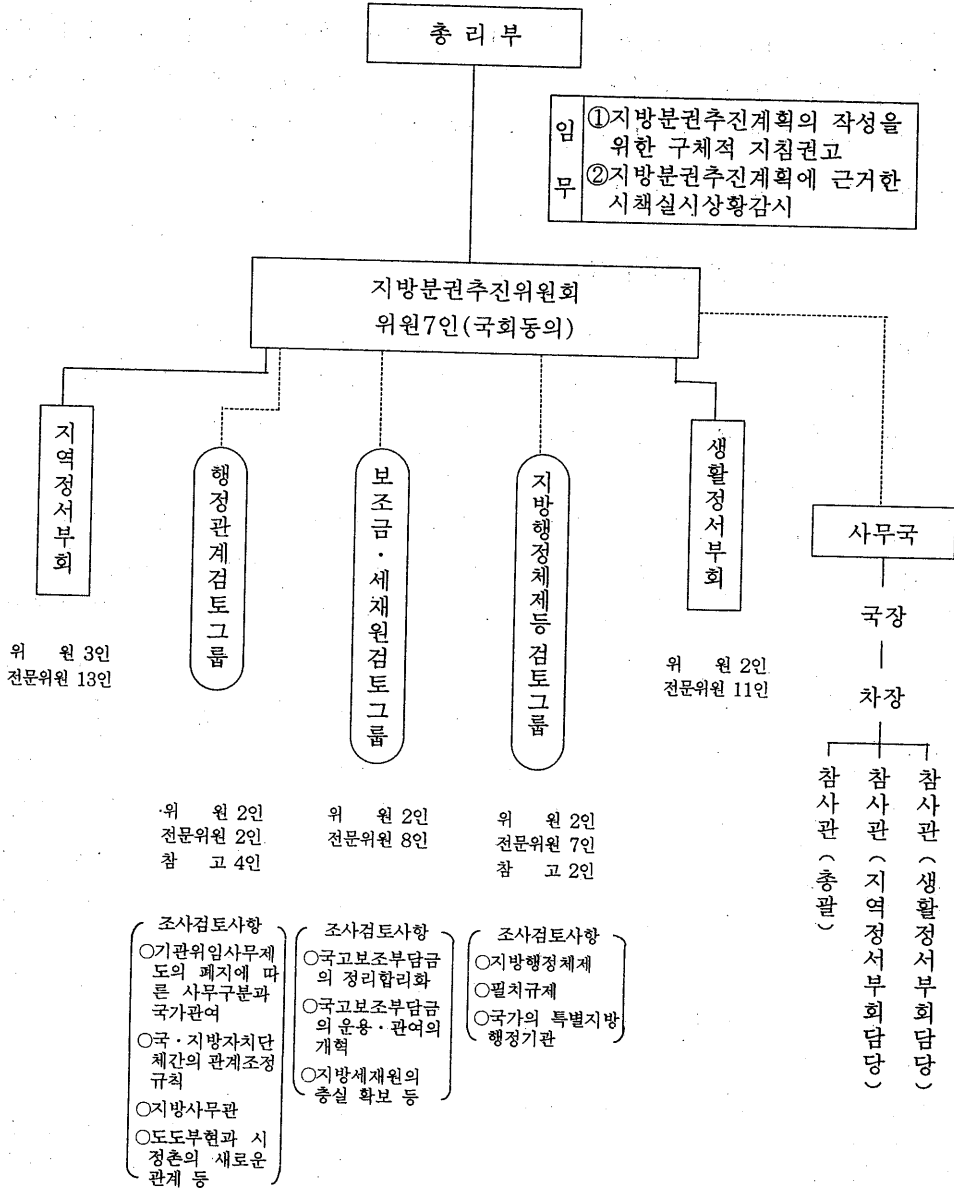 총 리 부
임무
①지방분권추진계획의 작성을
위한 구체적 지침권고
②지방분권추진계획에 근거한
시책실시상황감시
지방분권추진위원회
위원7인(국회동의)
지역정서부회
위 원 3인
전문위원 13인
행정관계검토그룹
위 원 2인
전문위원 2인
참 고 4인
조사검토사항
○기관위임사무제
도의 폐지에 따
른 사무구분과
국가관여
○국·지방자치단
체간의 관계조정
규칙
○지방사무관
○도도부현과 시
정촌의 새로운
관계 등
보조금·세재원검토그룹
위 원 2인
전문위원 8인
조사검토사항
○국고보조부담금
의 정리합리화
○국고보조부담금
의 운용·관여의
개혁
○지방세재원의
충실 확보 등
지방행정체제등 검토그룹
위 원 2인
전문위원 7인
참 고 2인
조사검토사항
○지방행정체제
○필치규제
○국가의 특별지방
행정기관
생활정서부회
위 원 2인
전문위원 11인
사무국
국장
차장
참사관(총괄)
참사관(지역정서부회담당)
참사관(생활정서부회담당)